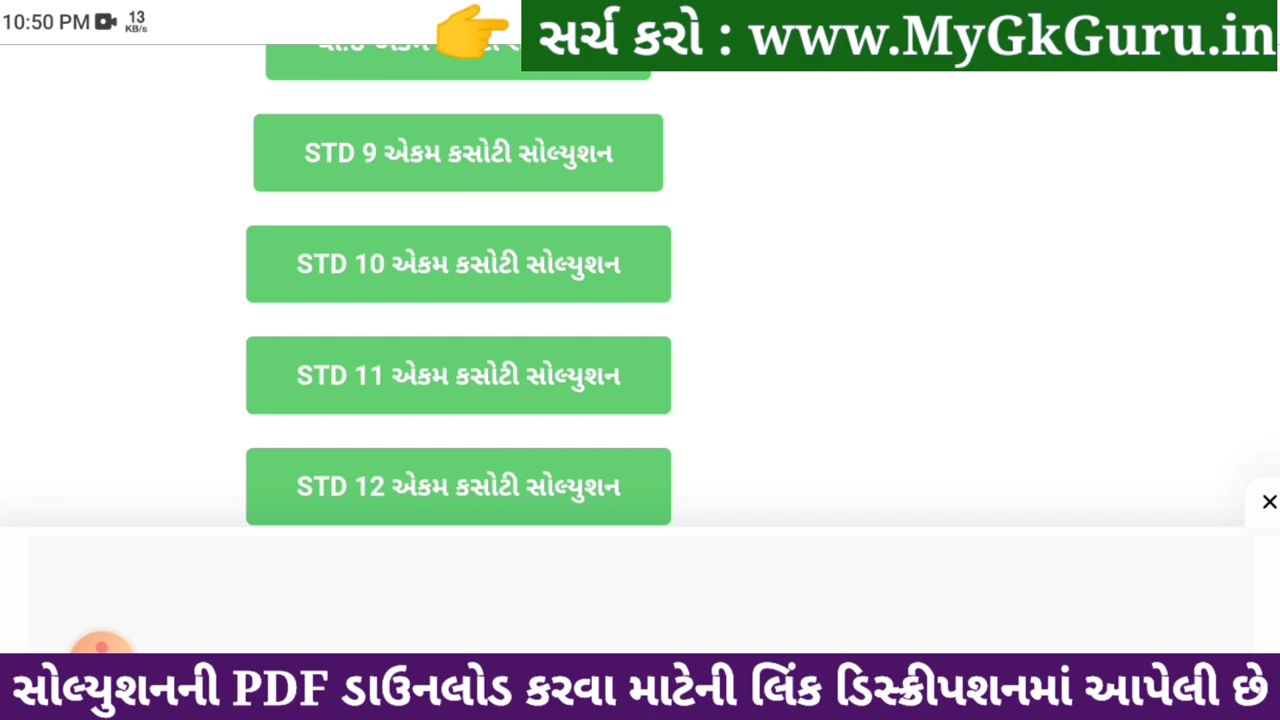 10:50 PM 13 KB/s
સર્ચ કરો : www.MyGkGuru.in
STD 9 એકમ કસોટી સોલ્યુશન
STD 10 એકમ કસોટી સોલ્યુશન
STD 11 એકમ કસોટી સોલ્યુશન
STD 12 એકમ કસોટી સોલ્યુશન
સોલ્યુશનની PDF ડાઉનલોડ કરવા માટેની લિંક ડિસ્ક્રીપશનમાં આપેલી છે